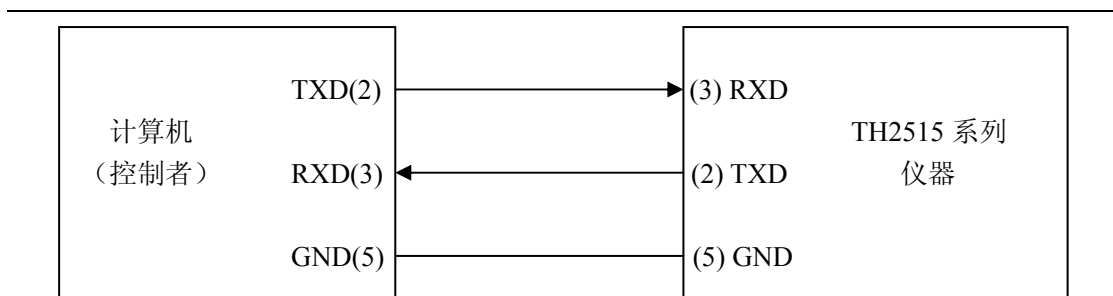 TXD(2)
(3) RXD
计算机
(控制者)
TH2515 系列
仪器
RXD(3)
(2) TXD
GND(5)
(5) GND